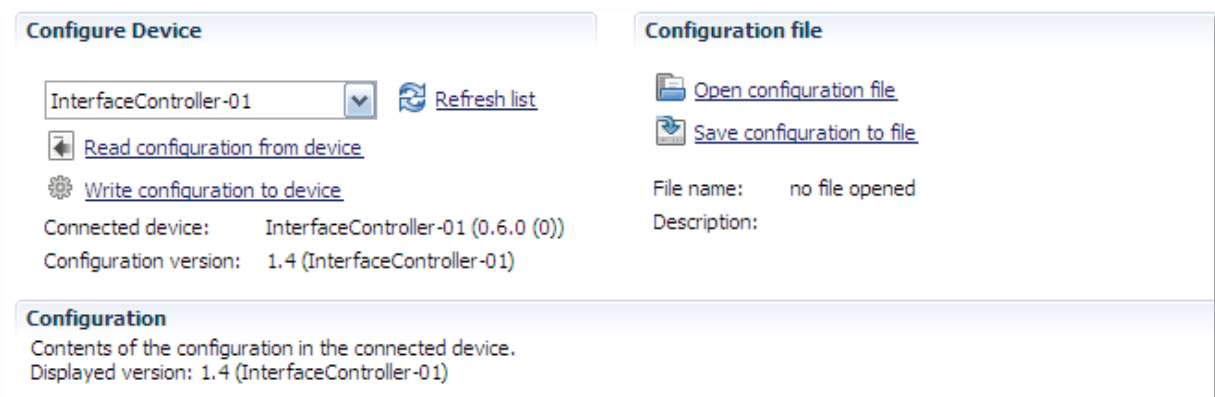 Configure Device
InterfaceController-01
Refresh list
Read configuration from device
Write configuration to device
Connected device: InterfaceController-01 (0.6.0 (0))
Configuration version: 1.4 (InterfaceController-01)
Configuration file
Open configuration file
Save configuration to file
File name: no file opened
Description:
Configuration
Contents of the configuration in the connected device.
Displayed version: 1.4 (InterfaceController-01)